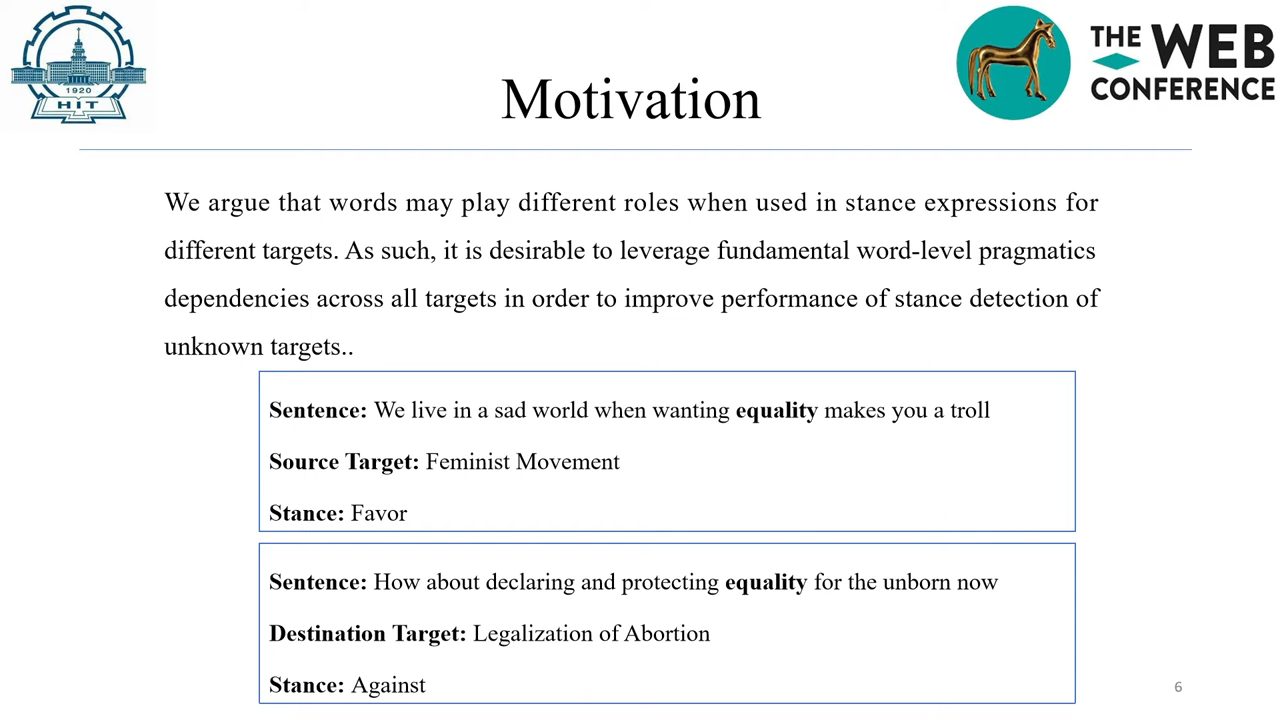 1920
HIT
THE WEB
CONFERENCE
Motivation
We argue that words may play different roles when used in stance expressions for
different targets. As such, it is desirable to leverage fundamental word-level pragmatics
dependencies across all targets in order to improve performance of stance detection of
unknown targets..
Sentence: We live in a sad world when wanting equality makes you a troll
Source Target: Feminist Movement
Stance: Favor
Sentence: How about declaring and protecting equality for the unborn now
Destination Target: Legalization of Abortion
Stance: Against
6